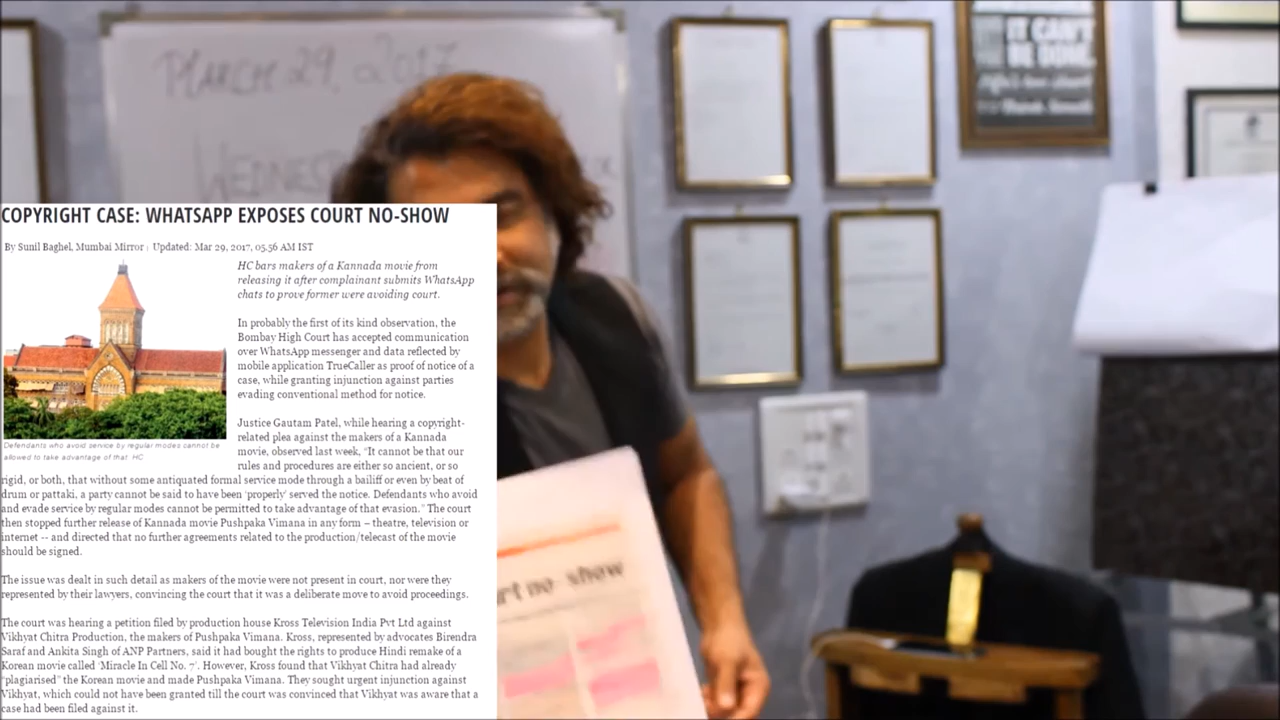 MARCH 29, 2017
WEDNES
IT CAN'T
BE DONE.
COPYRIGHT CASE: WHATSAPP EXPOSES COURT NO-SHOW
By Sunil Baghel, Mumbai Mirror | Updated: Mar 29, 2017, 05.56 AM IST
HC bars makers of a Kannada movie from
releasing it after complainant submits WhatsApp
chats to prove former were avoiding court.
In probably the first of its kind observation, the
Bombay High Court has accepted communication
over WhatsApp messenger and data reflected by
mobile application TrueCaller as proof of notice of a
case, while granting injunction against parties
evading conventional method for notice.
Justice Gautam Patel, while hearing a copyright-
related plea against the makers of a Kannada
movie, observed last week, "It cannot be that our
rules and procedures are either so ancient, or so
Defendants who avoid service by regular modes cannot be
allowed to take advantage of that: HC
rigid, or both, that without some antiquated formal service mode through a bailiff or even by beat of
drum or pattaki, a party cannot be said to have been 'properly' served the notice. Defendants who avoid
and evade service by regular modes cannot be permitted to take advantage of that evasion." The court
then stopped further release of Kannada movie Pushpaka Vimana in any form – theatre, television or
internet -- and directed that no further agreements related to the production/telecast of the movie
should be signed.
The issue was dealt in such detail as makers of the movie were not present in court, nor were they
represented by their lawyers, convincing the court that it was a deliberate move to avoid proceedings.
The court was hearing a petition filed by production house Kross Television India Pvt Ltd against
Vikhyat Chitra Production, the makers of Pushpaka Vimana. Kross, represented by advocates Birendra
Saraf and Ankita Singh of ANP Partners, said it had bought the rights to produce Hindi remake of a
Korean movie called 'Miracle In Cell No. 7'. However, Kross found that Vikhyat Chitra had already
"plagiarised" the Korean movie and made Pushpaka Vimana. They sought urgent injunction against
Vikhyat, which could not have been granted till the court was convinced that Vikhyat was aware that a
case had been filed against it.
rt no-show